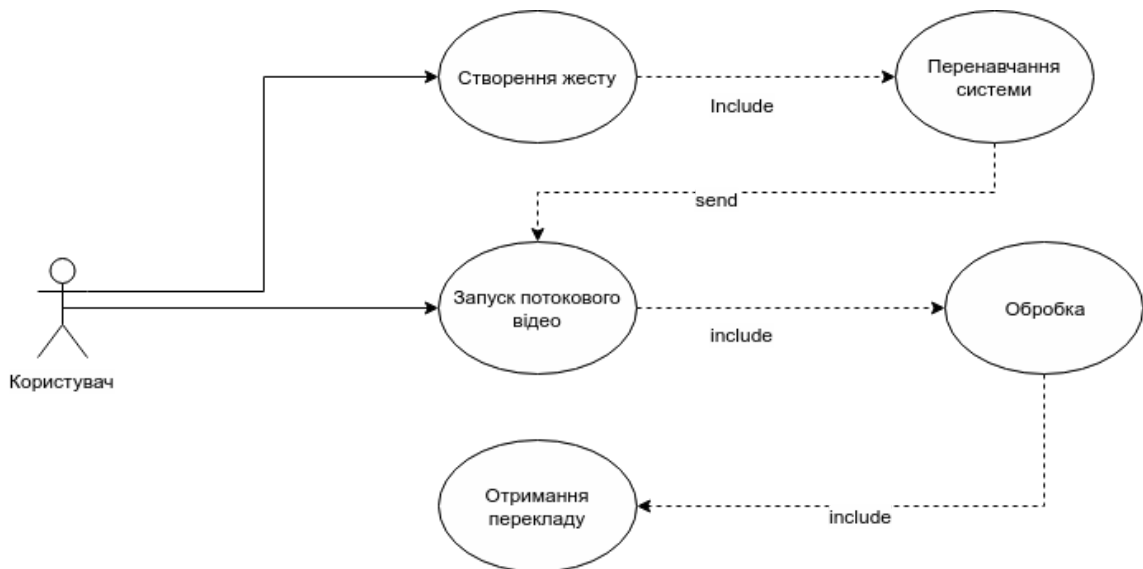 Створення жесту
Include
Перенавчання
системи
send
Запуск потокового
відео
include
Обробка
Користувач
Отримання
перекладу
include